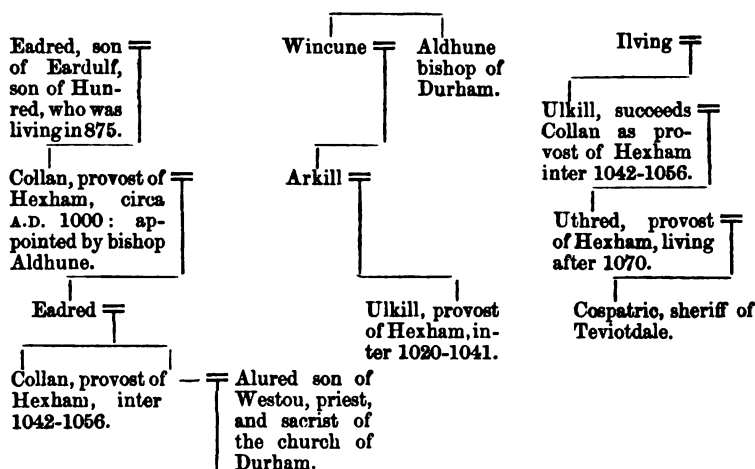 Eadred, son
of Eardulf,
son of Hun-
red, who was
living in 875.
Collan, provost of
Hexham, circa
A.D. 1000: ap-
pointed by bishop
Aldhune.
Eadred
Collan, provost of
Hexham, inter
1042-1056.
Alured son of
Westou, priest,
and sacrist of
the church of
Durham.
Wincune
Aldhune
bishop of
Durham.
Arkill
Ulkill, provost
of Hexham, in-
ter 1020-1041.
Ilving
Ulkill, succeeds
Collan as pro-
vost of Hexham
inter 1042-1056.
Uthred, provost
of Hexham, living
after 1070.
Cospatric, sheriff of
Teviotdale.